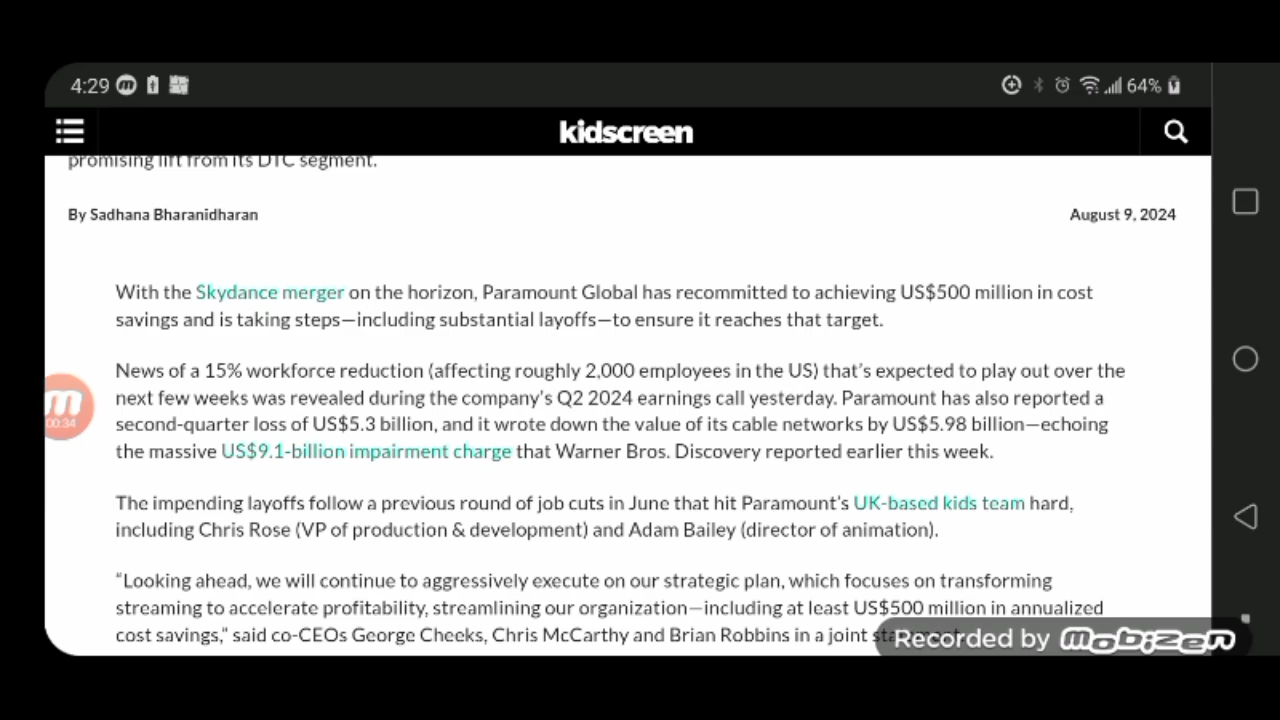 4:29
64%
kidscreen
promising lift from its DTC segment.
By Sadhana Bharanidharan
August 9, 2024
With the Skydance merger on the horizon, Paramount Global has recommitted to achieving US$500 million in cost
savings and is taking steps—including substantial layoffs—to ensure it reaches that target.
News of a 15% workforce reduction (affecting roughly 2,000 employees in the US) that’s expected to play out over the
next few weeks was revealed during the company’s Q2 2024 earnings call yesterday. Paramount has also reported a
second-quarter loss of US$5.3 billion, and it wrote down the value of its cable networks by US$5.98 billion—echoing
the massive US$9.1-billion impairment charge that Warner Bros. Discovery reported earlier this week.
00:34
The impending layoffs follow a previous round of job cuts in June that hit Paramount’s UK-based kids team hard,
including Chris Rose (VP of production & development) and Adam Bailey (director of animation).
“Looking ahead, we will continue to aggressively execute on our strategic plan, which focuses on transforming
streaming to accelerate profitability, streamlining our organization—including at least US$500 million in annualized
cost savings,” said co-CEOs George Cheeks, Chris McCarthy and Brian Robbins in a joint
Recorded by Mobizen